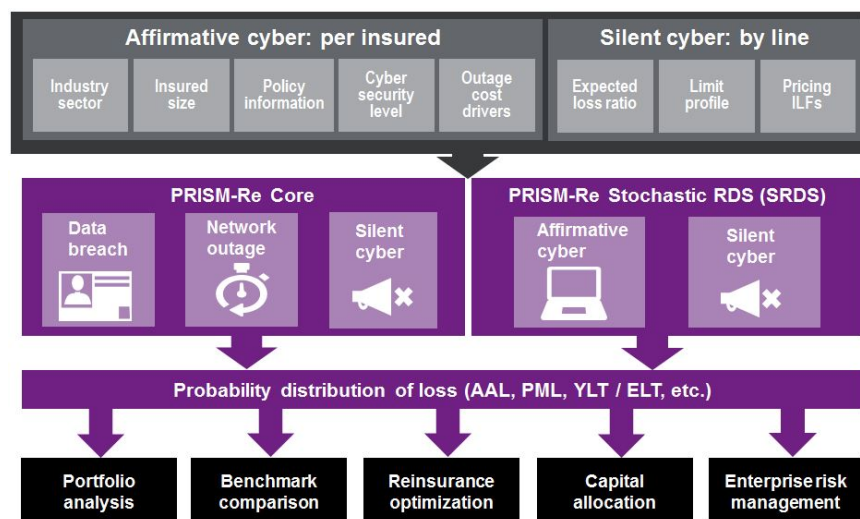 Affirmative cyber: per insured
Silent cyber: by line
Industry
sector
Insured
size
Policy
information
Cyber
security
level
Outage
cost
drivers
Expected
loss ratio
Limit
profile
Pricing
ILFs
PRISM-Re Core
Data
breach
Network
outage
Silent
cyber
PRISM-Re Stochastic RDS (SRDS)
Affirmative
cyber
Silent
cyber
Probability distribution of loss (AAL, PML, YLT / ELT, etc.)
Portfolio
analysis
Benchmark
comparison
Reinsurance
optimization
Capital
allocation
Enterprise risk
management